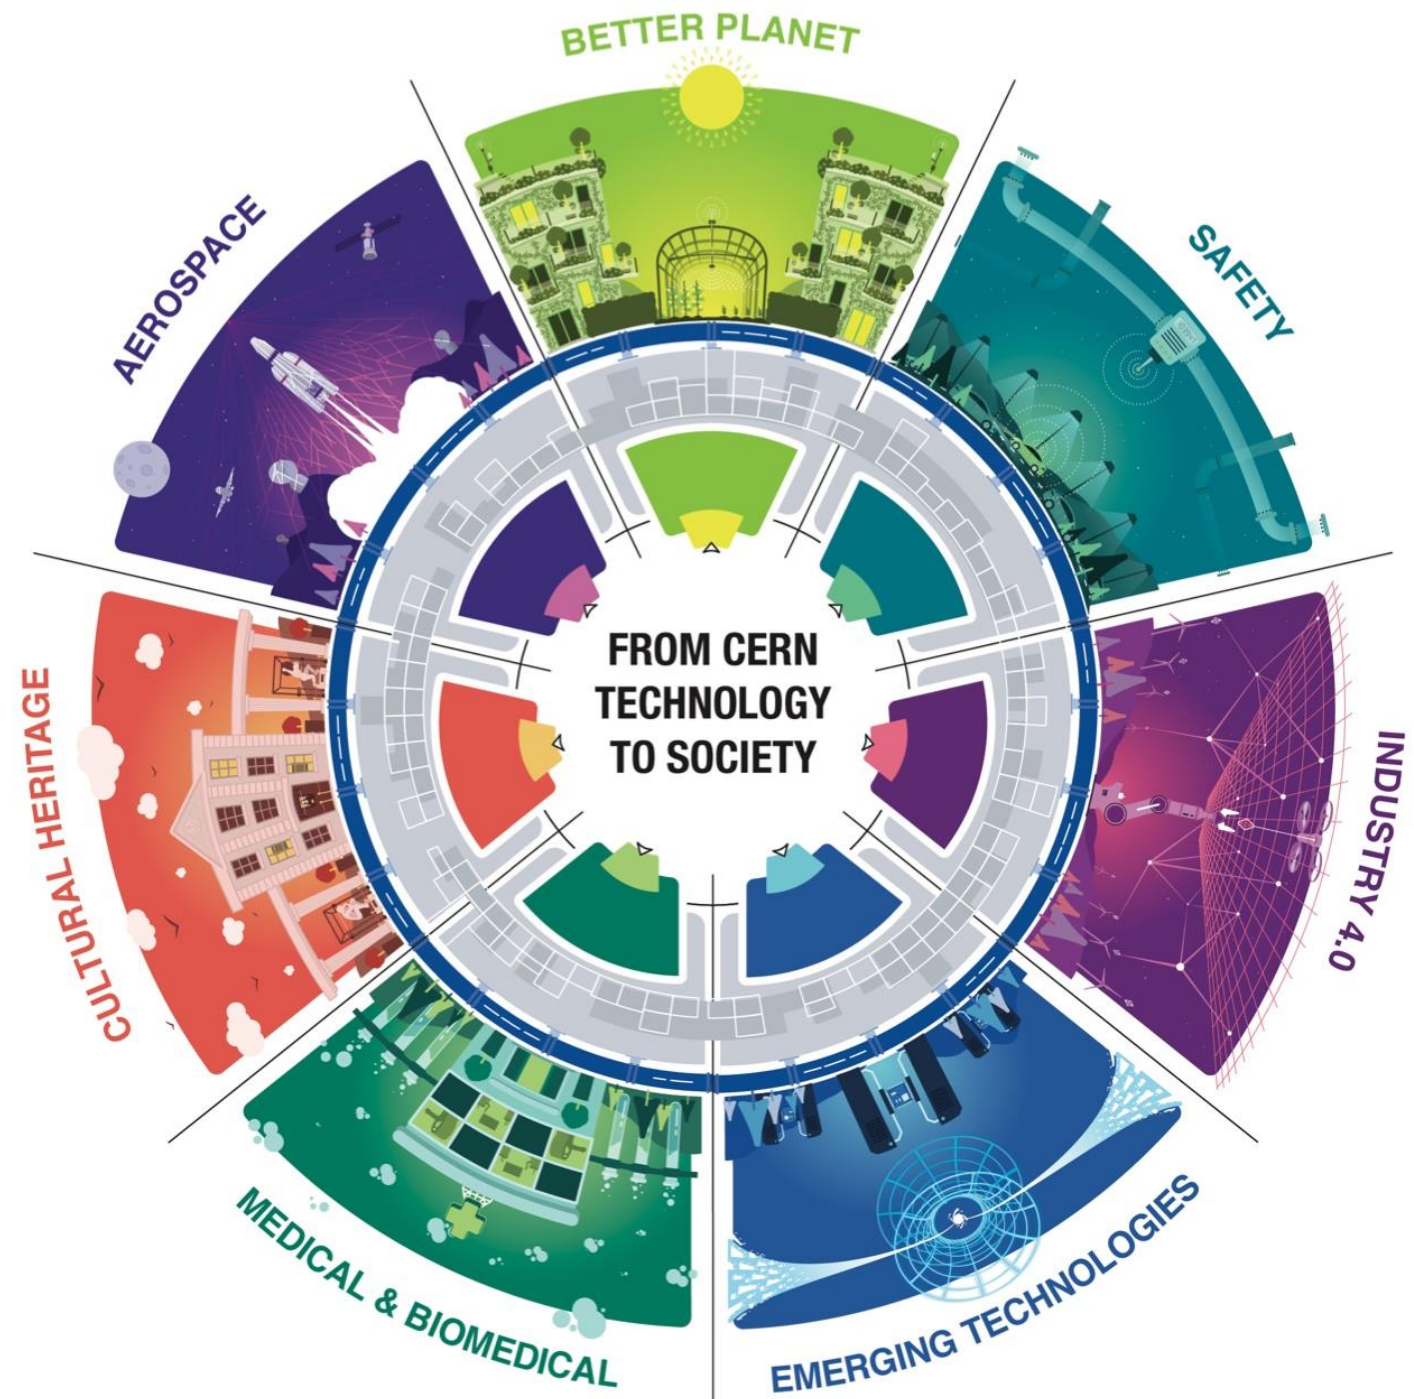 BETTER PLANET
SAFETY
INDUSTRY 4.0
EMERGING TECHNOLOGIES
MEDICAL & BIOMEDICAL
CULTURAL HERITAGE
AEROSPACE
FROM CERN
TECHNOLOGY
TO SOCIETY